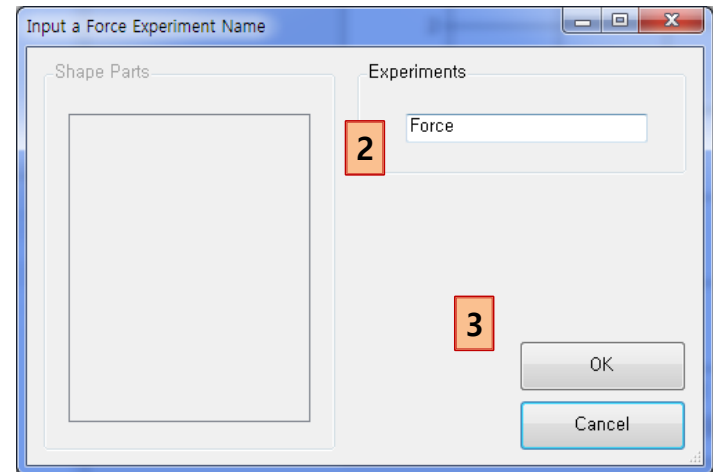 Input a Force Experiment Name
Shape Parts
Experiments
Force
2
3
OK
Cancel